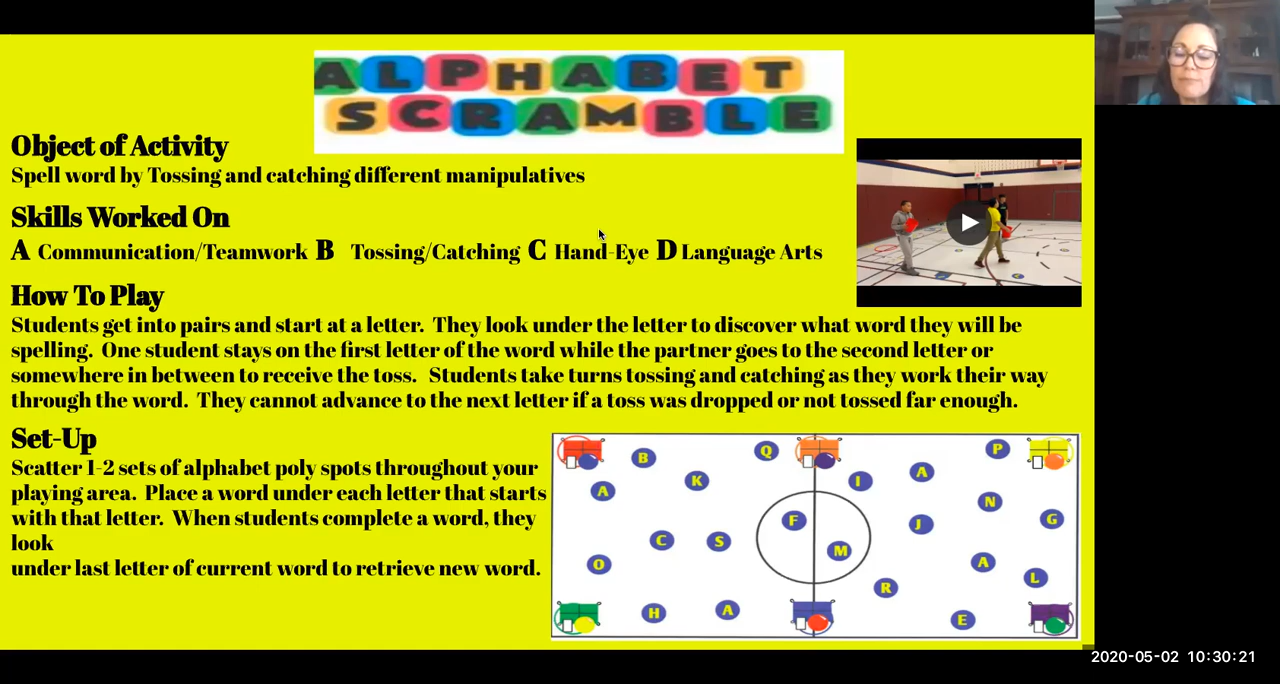 ALPHABET
SCRAMBLE
Object of Activity
Spell word by Tossing and catching different manipulatives
Skills Worked On
A Communication/Teamwork B Tossing/Catching C Hand-Eye D Language Arts
How To Play
Students get into pairs and start at a letter. They look under the letter to discover what word they will be
spelling. One student stays on the first letter of the word while the partner goes to the second letter or
somewhere in between to receive the toss. Students take turns tossing and catching as they work their way
through the word. They cannot advance to the next letter if a toss was dropped or not tossed far enough.
Set-Up
Scatter 1-2 sets of alphabet poly spots throughout your
playing area. Place a word under each letter that starts
with that letter. When students complete a word, they
look
under last letter of current word to retrieve new word.
B Q P
A K I A
N
C S F J G
O M A L
H A R E
2020-05-02 10:30:21